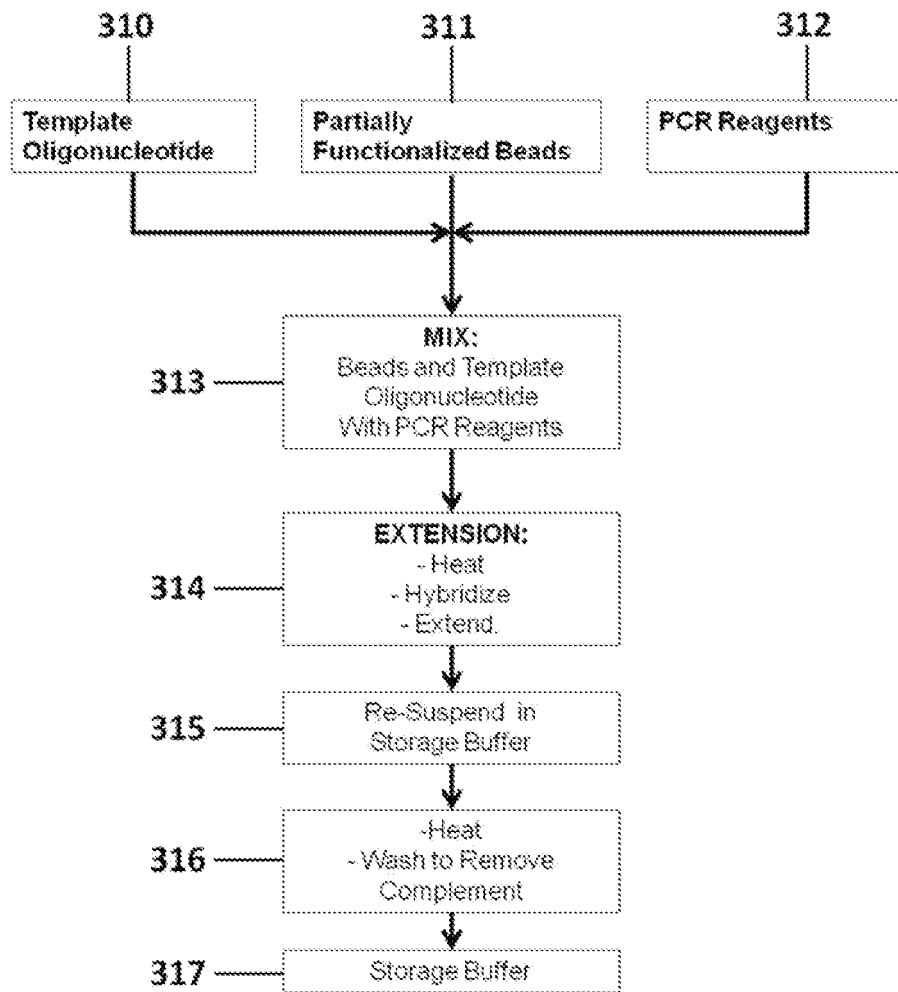 310
311
312
Template
Oligonucleotide
Partially
Functionalized Beads
PCR Reagents
313
MIX:
Beads and Template
Oligonucleotide
With PCR Reagents
314
EXTENSION:
- Heat
- Hybridize
- Extend.
315
Re-Suspend in
Storage Buffer
316
-Heat
- Wash to Remove
Complement
317
Storage Buffer